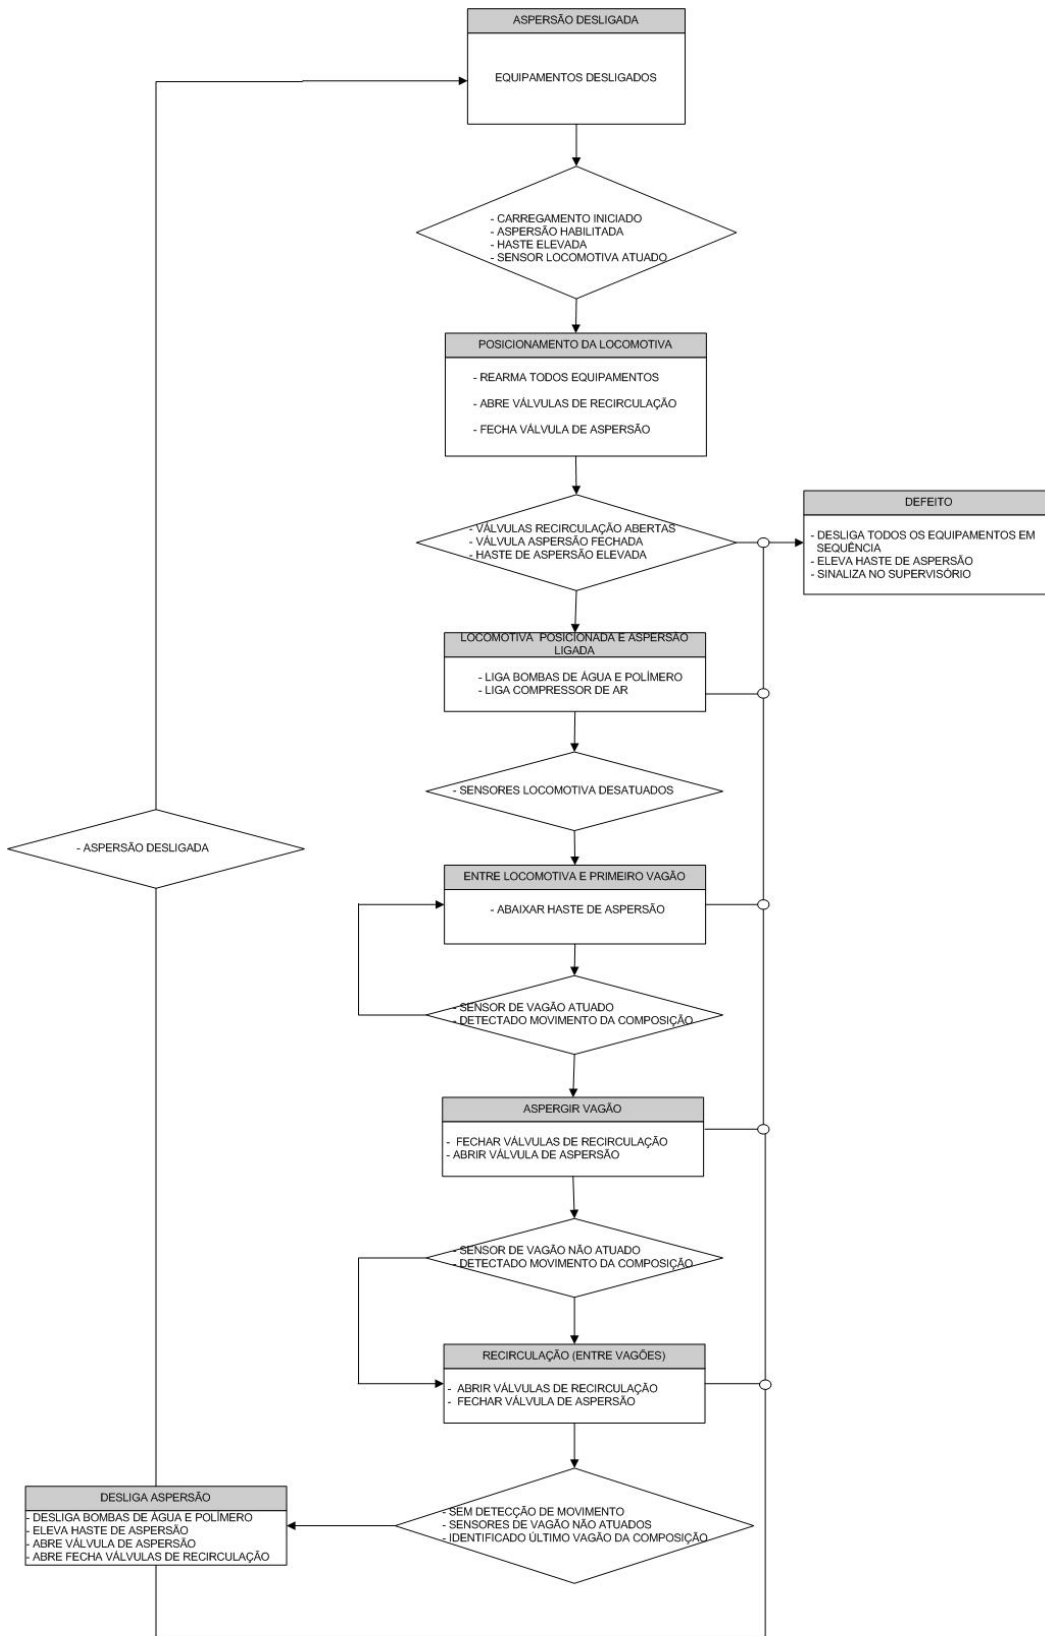 ASPERSÃO DESLIGADA
EQUIPAMENTOS DESLIGADOS
- CARREGAMENTO INICIADO
- ASPERSÃO HABILITADA
- HASTE ELEVADA
- SENSOR LOCOMOTIVA ATUADO
POSICIONAMENTO DA LOCOMOTIVA
- REARMA TODOS EQUIPAMENTOS
- ABRE VÁLVULAS DE RECIRCULAÇÃO
- FECHA VÁLVULA DE ASPERSÃO
- VÁLVULAS RECIRCULAÇÃO ABERTAS
- VÁLVULA ASPERSÃO FECHADA
- HASTE DE ASPERSÃO ELEVADA
DEFEITO
- DESLIGA TODOS OS EQUIPAMENTOS EM
SEQUÊNCIA
- ELEVA HASTE DE ASPERSÃO
- SINALIZA NO SUPERVISÓRIO
LOCOMOTIVA POSICIONADA E ASPERSÃO
LIGADA
- LIGA BOMBAS DE ÁGUA E POLÍMERO
- LIGA COMPRESSOR DE AR
- SENSORES LOCOMOTIVA DESATUADOS
- ASPERSÃO DESLIGADA
ENTRE LOCOMOTIVA E PRIMEIRO VAGÃO
- ABAIXAR HASTE DE ASPERSÃO
- SENSOR DE VAGÃO ATUADO
- DETECTADO MOVIMENTO DA COMPOSIÇÃO
ASPERGIR VAGÃO
- FECHAR VÁLVULAS DE RECIRCULAÇÃO
- ABRIR VÁLVULA DE ASPERSÃO
- SENSOR DE VAGÃO NÃO ATUADO
- DETECTADO MOVIMENTO DA COMPOSIÇÃO
RECIRCULAÇÃO (ENTRE VAGÕES)
- ABRIR VÁLVULAS DE RECIRCULAÇÃO
- FECHAR VÁLVULA DE ASPERSÃO
- SEM DETECÇÃO DE MOVIMENTO
- SENSORES DE VAGÃO NÃO ATUADOS
- IDENTIFICADO ÚLTIMO VAGÃO DA COMPOSIÇÃO
DESLIGA ASPERSÃO
- DESLIGA BOMBAS DE ÁGUA E POLÍMERO
- ELEVA HASTE DE ASPERSÃO
- ABRE VÁLVULA DE ASPERSÃO
- ABRE FECHA VÁLVULAS DE RECIRCULAÇÃO